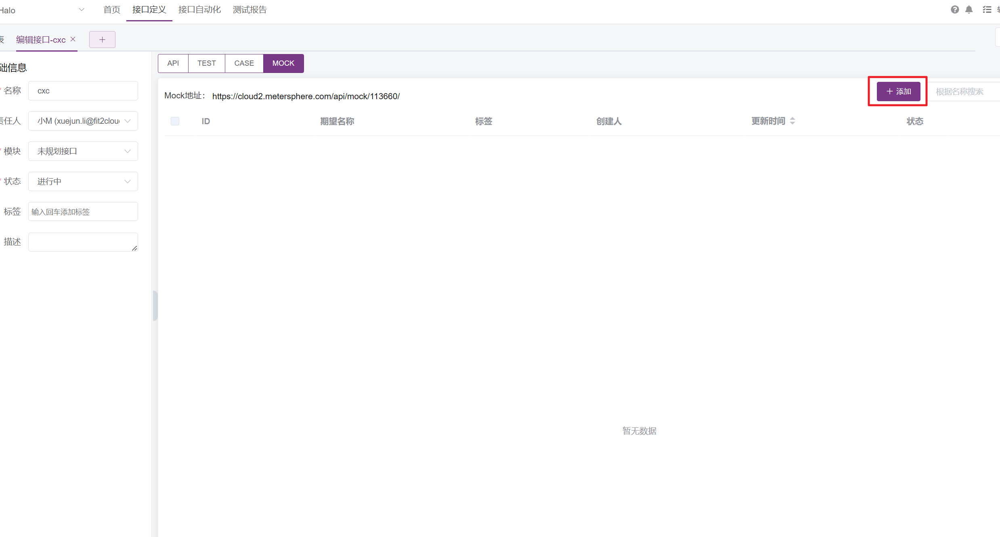 Halo 首页 接口定义 接口自动化 测试报告
表 编辑接口-cxc
API TEST CASE MOCK
础信息
* 名称 cxc
Mock地址： https://cloud2.metersphere.com/api/mock/113660/ 添加 根据名称搜索
责任人 小M (xuejun.li@fit2clou
ID 期望名称 标签 创建人 更新时间 状态
* 模块 未规划接口
* 状态 进行中
标签 输入回车添加标签
描述
暂无数据